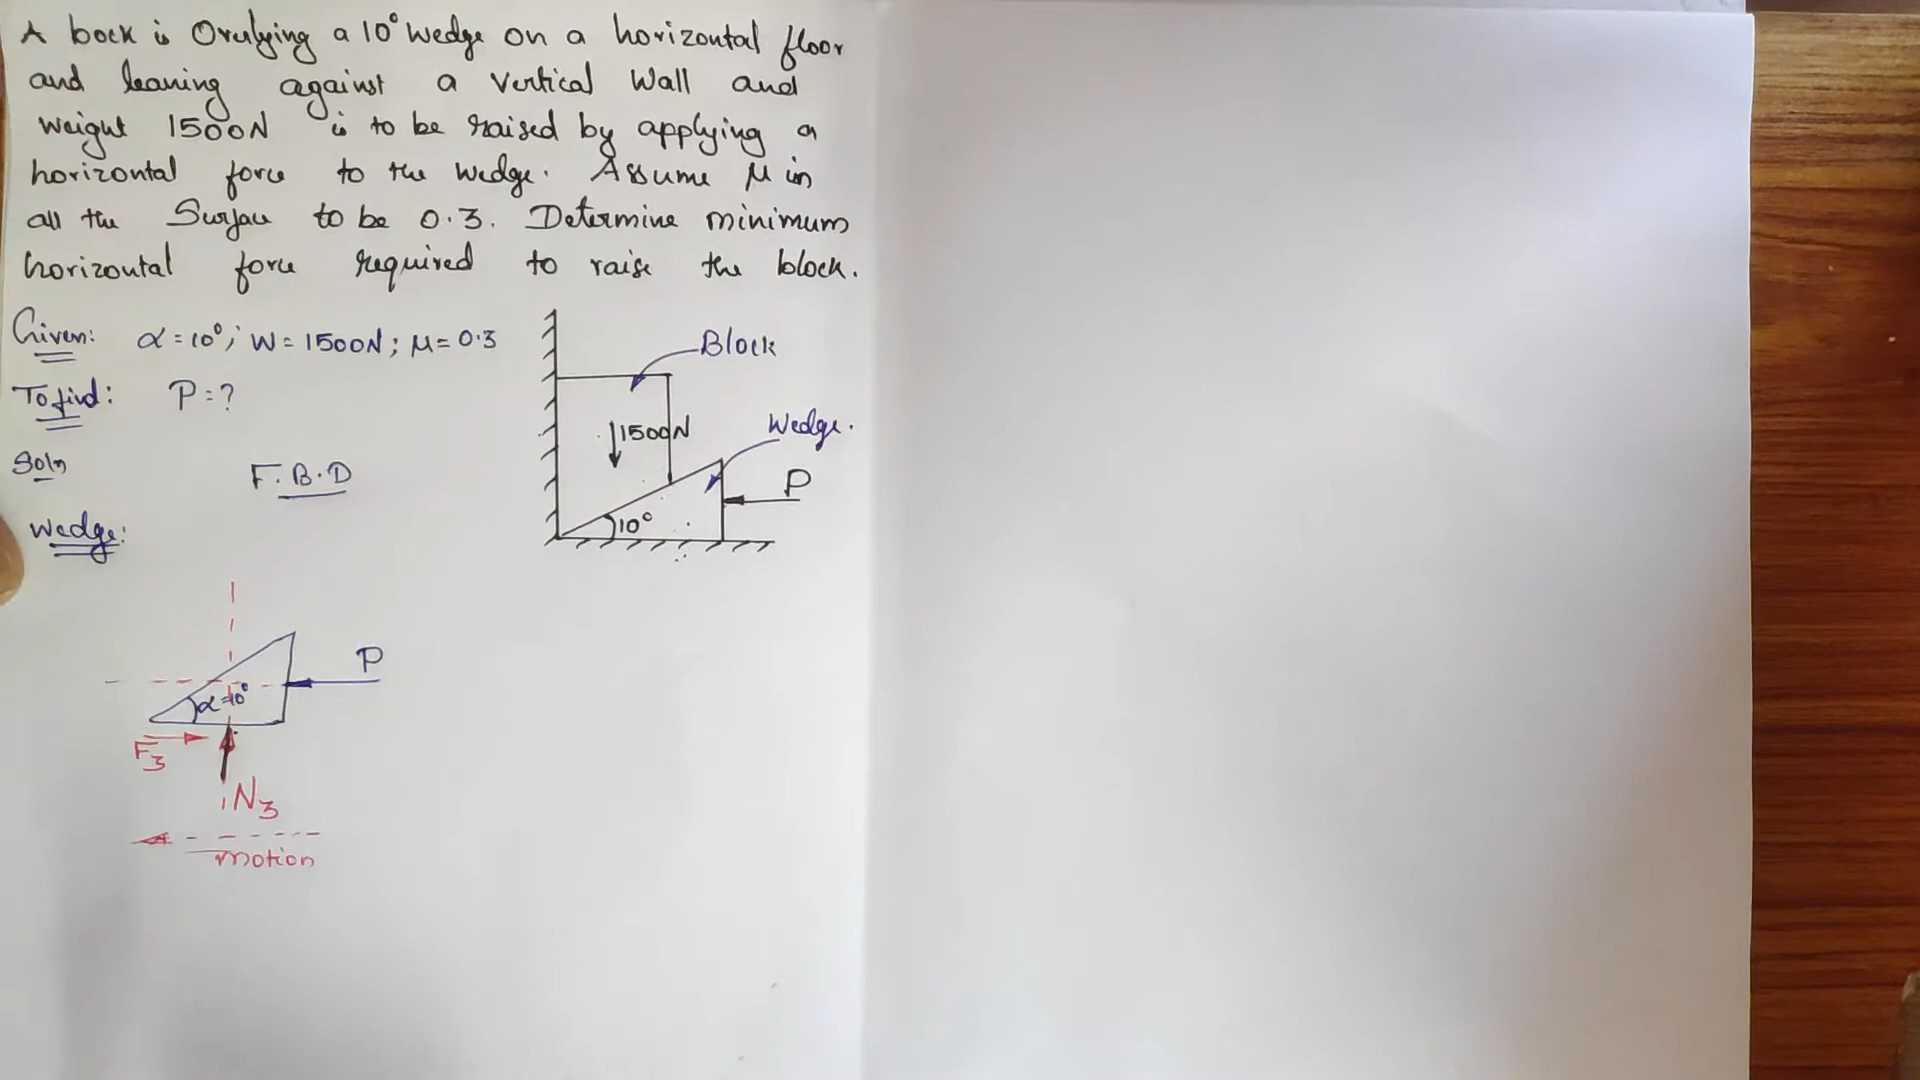 A bock is Overlying a 10° wedge on a horizontal floor
and leaning against a Vertical Wall and
weight 1500N is to be raised by applying a
horizontal force to the wedge. Assume μ in
all the Surface to be 0.3. Determine minimum
horizontal force required to raise the block.
Given: α = 10°; W = 1500N; μ = 0.3
To find: P = ?
Soln
F.B.D
Wedge:
Block
1500N
Wedge.
P
10°
P
α=10°
F3
N3
motion